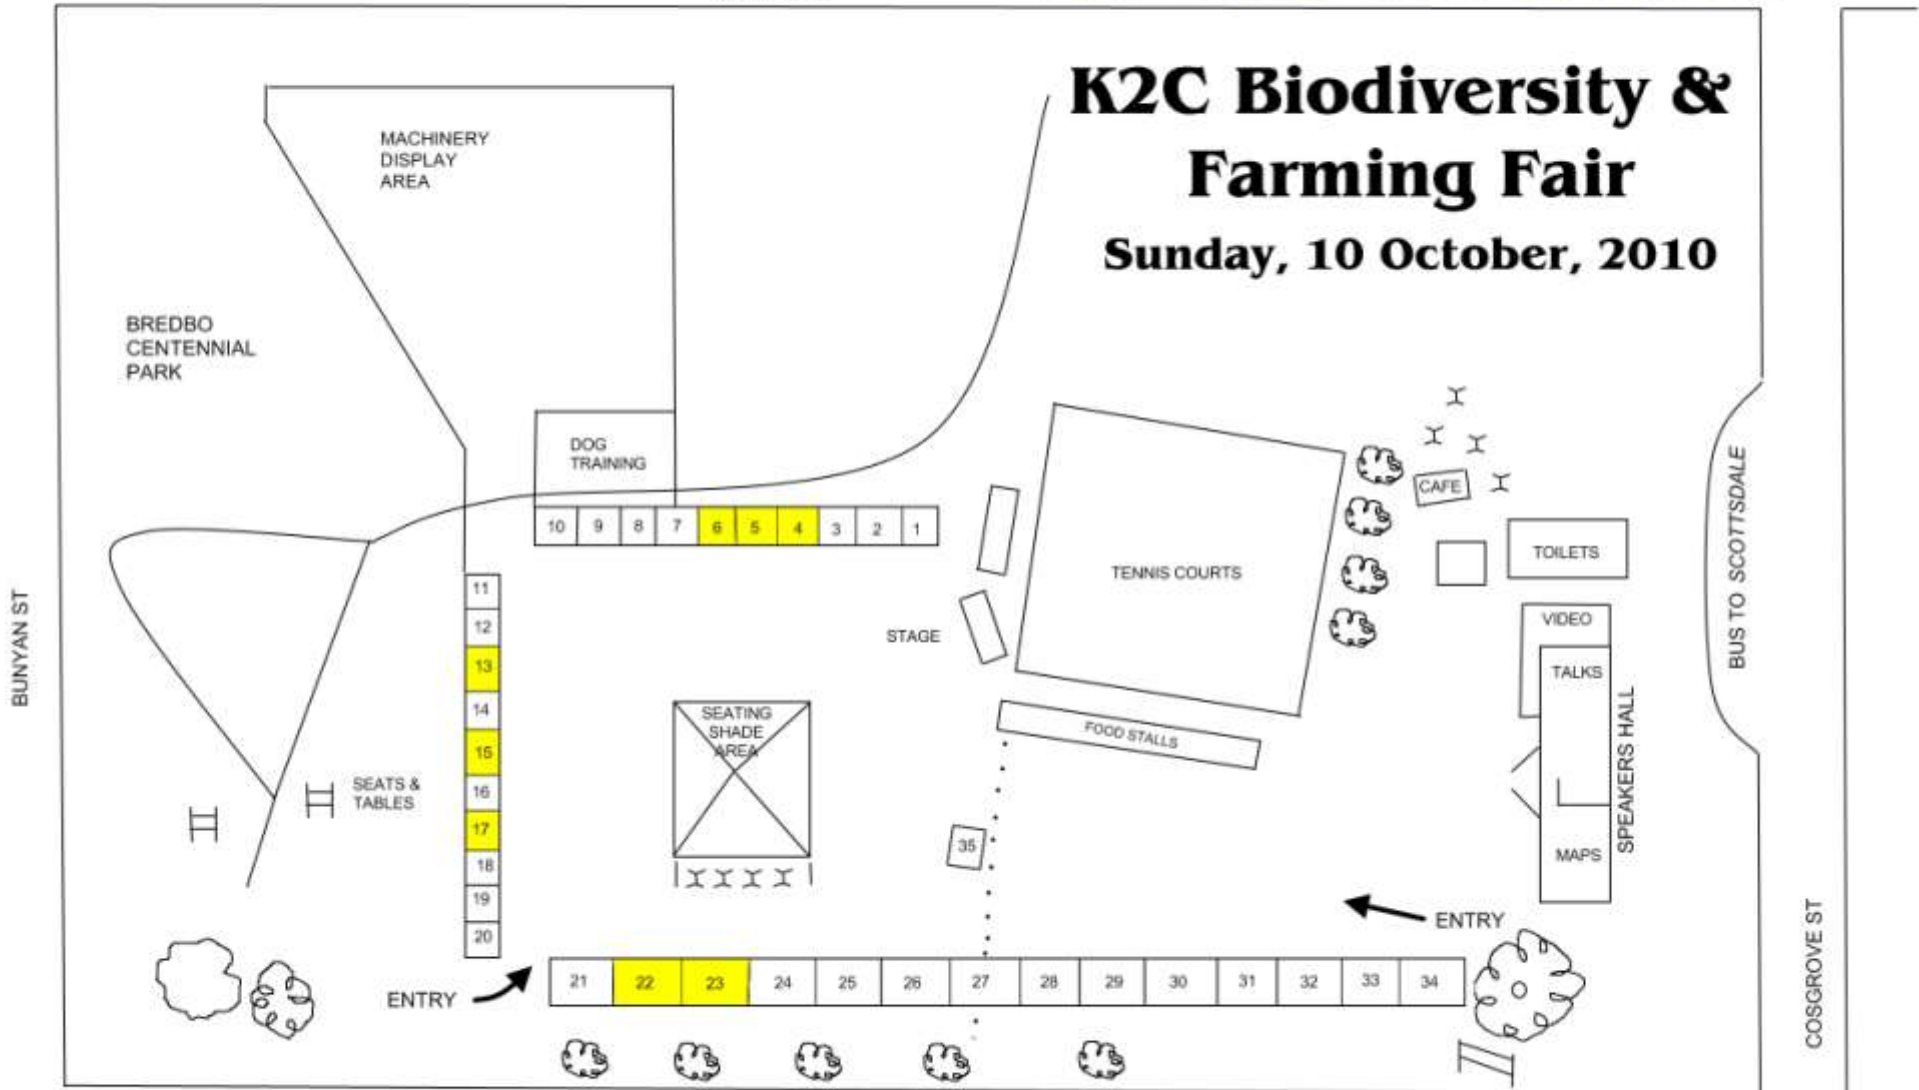 K2C Biodiversity &
Farming Fair
Sunday, 10 October, 2010
MACHINERY
DISPLAY
AREA
BREDBO
CENTENNIAL
PARK
DOG
TRAINING
10 9 8 7 6 5 4 3 2 1
CAFE
TOILETS
TENNIS COURTS
VIDEO
TALKS
MAPS
SPEAKERS HALL
BUS TO SCOTTSDALE
BUNYAN ST
STAGE
11
12
13
14
15
16
17
18
19
20
SEATING
SHADE
AREA
FOOD STALLS
SEATS &
TABLES
35
ENTRY
ENTRY
21 22 23 24 25 26 27 28 29 30 31 32 33 34
COSGROVE ST